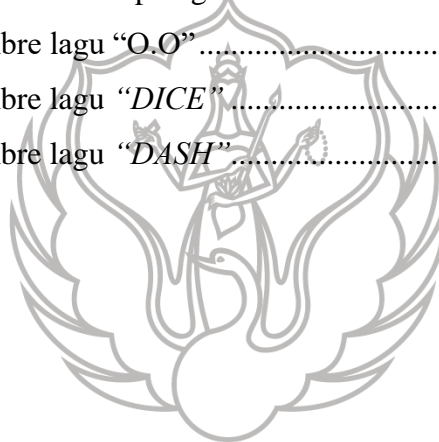 bre lagu “O.O”................................
bre lagu “DICE”............................
bre lagu “DASH”............................